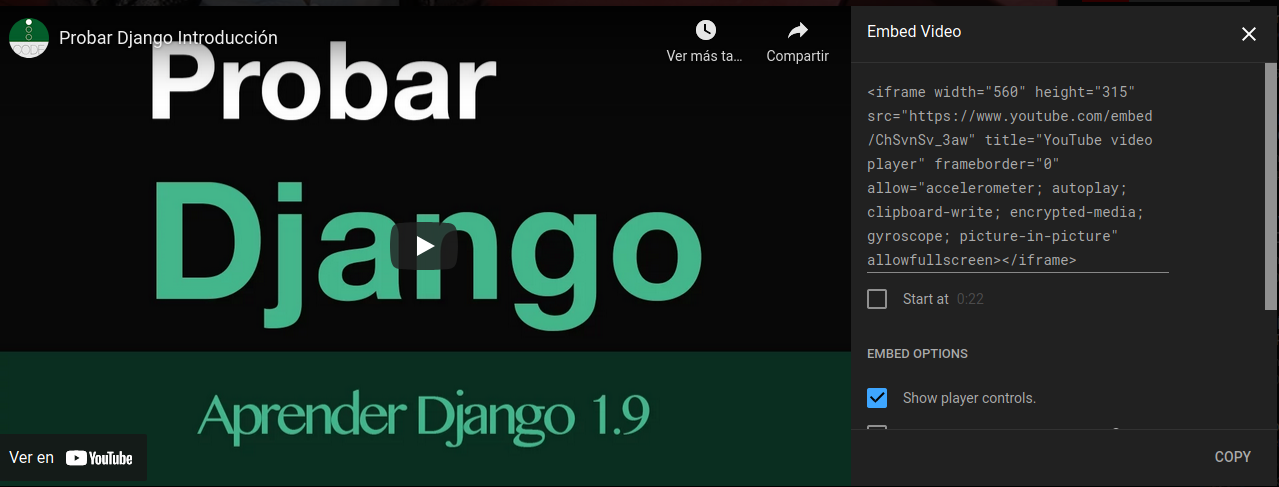 CODE
Probar Django Introducción
Ver más ta...
Compartir
Probar
Django
Aprender Django 1.9
Ver en YouTube
Embed Video
<iframe width="560" height="315"
src="https://www.youtube.com/embed
/ChSvnSv_3aw" title="YouTube video
player" frameborder="0"
allow="accelerometer; autoplay;
clipboard-write; encrypted-media;
gyroscope; picture-in-picture"
allowfullscreen></iframe>
Start at 0:22
EMBED OPTIONS
Show player controls.
COPY